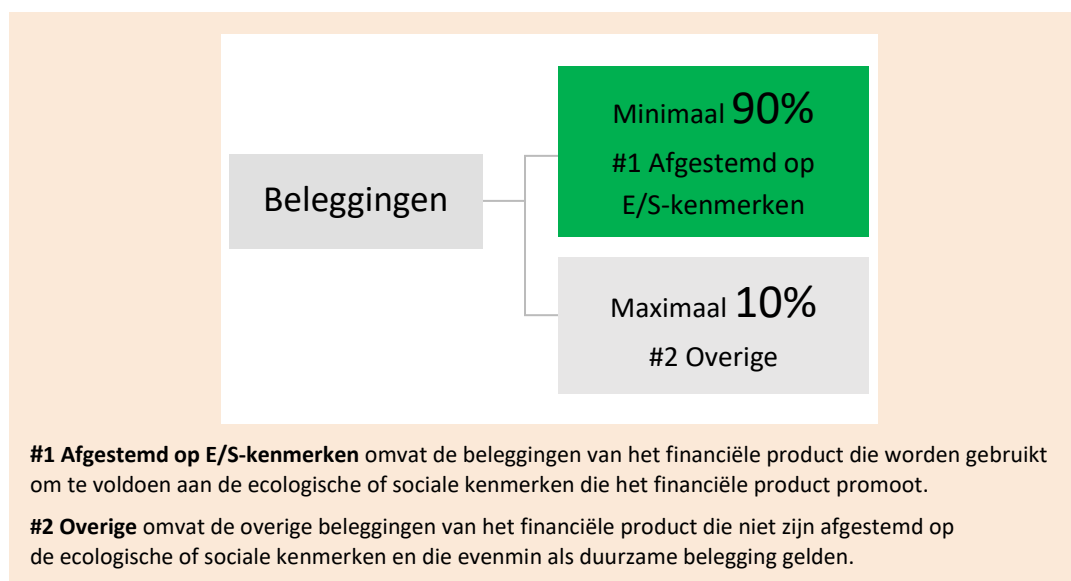 Beleggingen
Minimaal 90%
#1 Afgestemd op
E/S-kenmerken
Maximaal 10%
#2 Overige
#1 Afgestemd op E/S-kenmerken omvat de beleggingen van het financiële product die worden gebruikt
om te voldoen aan de ecologische of sociale kenmerken die het financiële product promoot.
#2 Overige omvat de overige beleggingen van het financiële product die niet zijn afgestemd op
de ecologische of sociale kenmerken en die evenmin als duurzame belegging gelden.